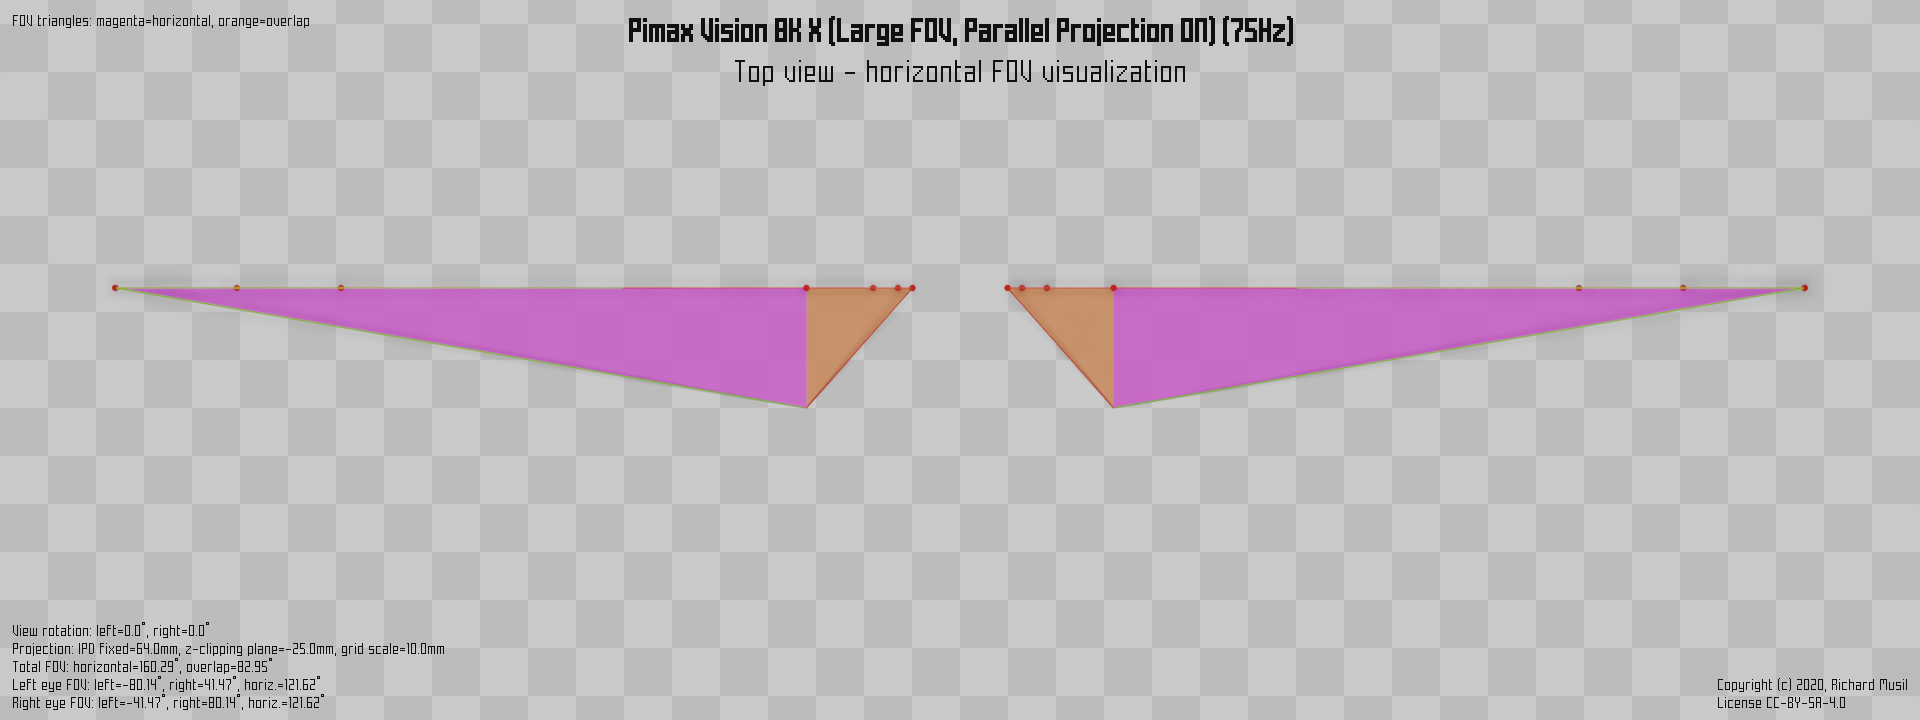 FOV triangles: magenta=horizontal, orange=overlap
Pimax Vision 8K X (Large FOV, Parallel Projection ON) (75Hz)
Top view - horizontal FOV visualization
View rotation: left=0.0°, right=0.0°
Projection: IPD fixed=64.0mm, z-clipping plane=-25.0mm, grid scale=10.0mm
Total FOV: horizontal=160.29°, overlap=82.95°
Left eye FOV: left=-80.14°, right=41.47°, horiz.=121.62°
Right eye FOV: left=-41.47°, right=80.14°, horiz.=121.62°
Copyright (c) 2020, Richard Musil
License CC-BY-SA-4.0